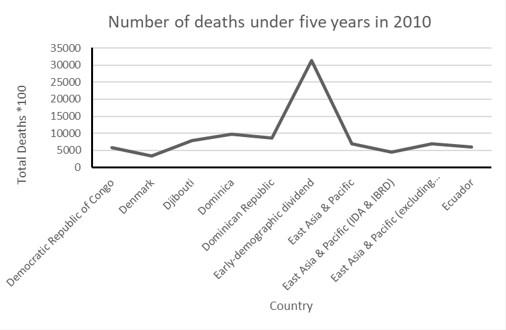 Number of deaths under five years in 2010
Total Deaths *100
35000
30000
25000
20000
15000
10000
5000
0
Democratic Republic of Congo
Denmark
Djibouti
Dominica
Dominican Republic
Early-demographic dividend
East Asia & Pacific
East Asia & Pacific (IDA & IBRD)
East Asia & Pacific (excluding...
Ecuador
Country